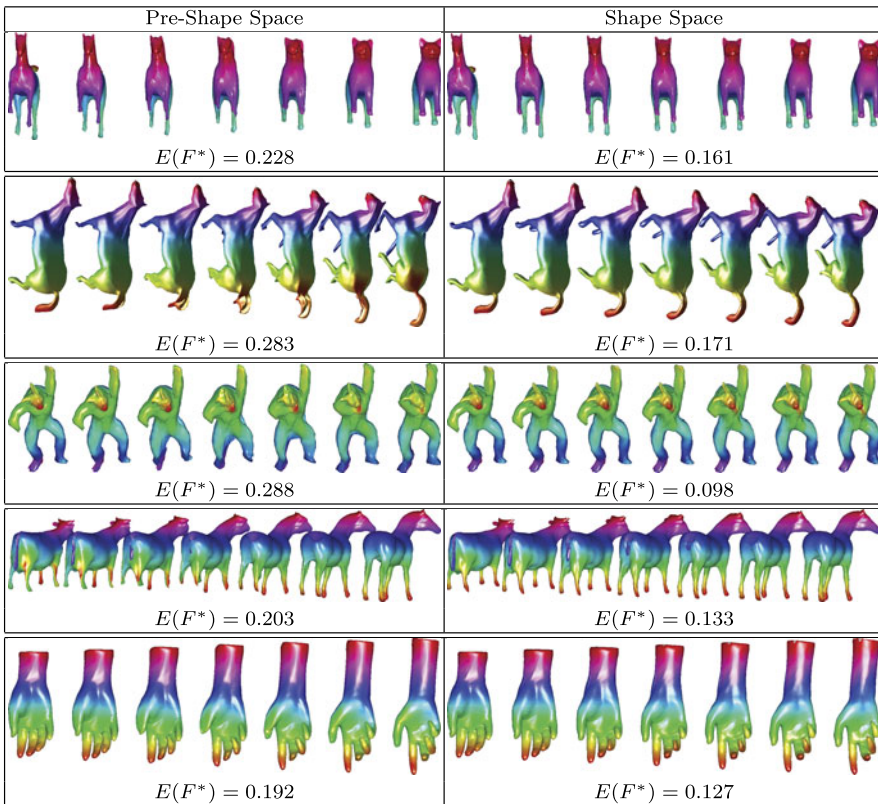 Pre-Shape Space Shape Space
E(F*) = 0.228 E(F*) = 0.161
E(F*) = 0.283 E(F*) = 0.171
E(F*) = 0.288 E(F*) = 0.098
E(F*) = 0.203 E(F*) = 0.133
E(F*) = 0.192 E(F*) = 0.127